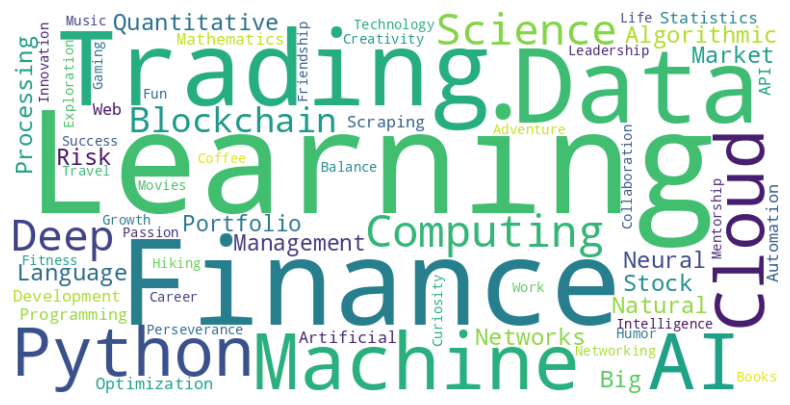 Music
Quantitative
Technology
Life
Statistics
Innovation
Exploration
Gaming
Mathematics
Friendship
Creativity
Science
Leadership
Algorithmic
Processing
Trading
Data
Market
API
Web
Fun
Blockchain
Scraping
Adventure
Success
Risk
Travel
Coffee
Movies
Balance
Learning
Collaboration
Cloud
Mentorship
Automation
Deep
Growth
Passion
Portfolio
Management
Computing
Neural
Fitness
Language
Hiking
Finance
Curiosity
Work
Stock
Development
Programming
Career
Natural
Perseverance
Artificial
Networks
Intelligence
Humor
Python
Optimization
Machine
Networking
Big
AI
Books